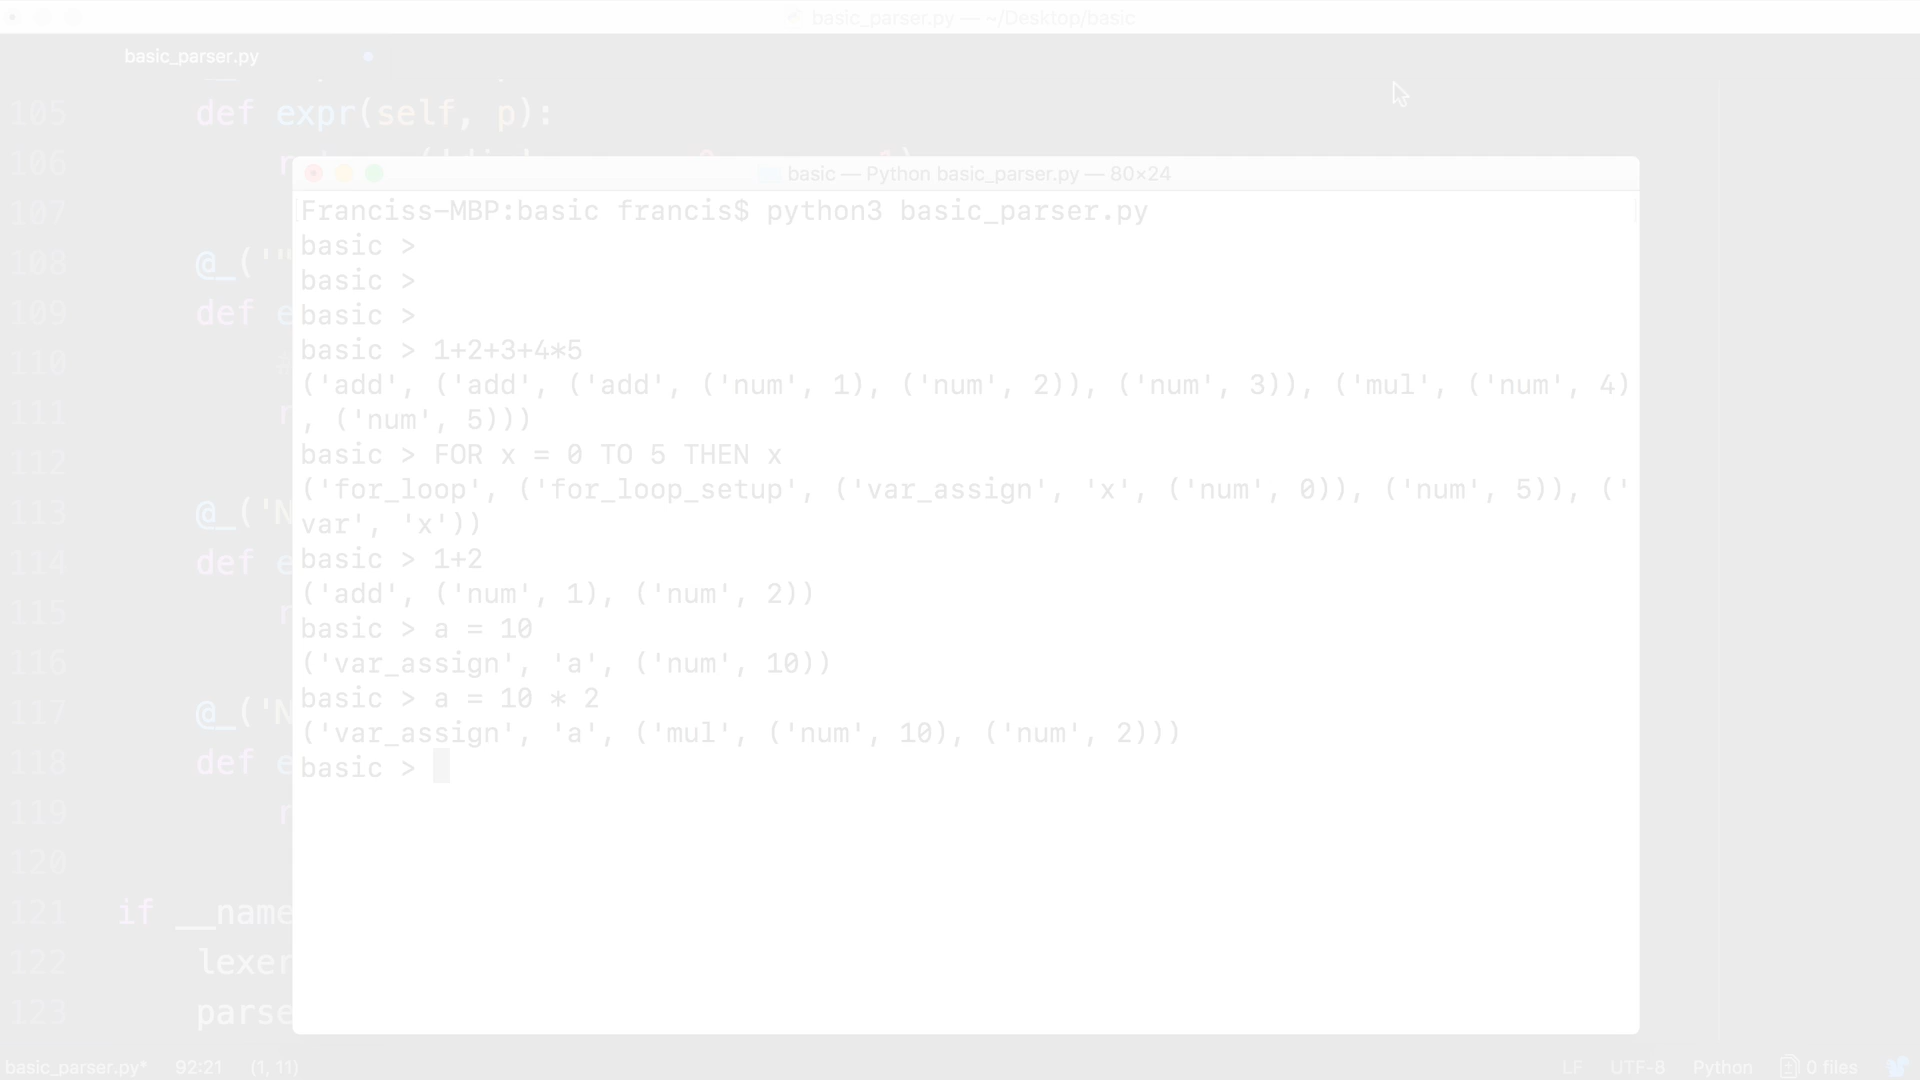 basic_parser.py — ~/Desktop/basic
basic_parser.py
105 def expr(self, p):
106
basic — Python basic_parser.py — 80×24
107
Franciss-MBP:basic francis$ python3 basic_parser.py
basic >
108 @_('"
basic >
109 def e
basic >
110
basic > 1+2+3+4*5
('add', ('add', ('add', ('num', 1), ('num', 2)), ('num', 3)), ('mul', ('num', 4)
, ('num', 5)))
111
112
basic > FOR x = 0 TO 5 THEN x
('for_loop', ('for_loop_setup', ('var_assign', 'x', ('num', 0)), ('num', 5)), ('
var', 'x'))
113 @_('N
114 def e
basic > 1+2
('add', ('num', 1), ('num', 2))
115
basic > a = 10
('var_assign', 'a', ('num', 10))
116
basic > a = 10 * 2
117 @_('N
('var_assign', 'a', ('mul', ('num', 10), ('num', 2)))
118 def e
basic >
119
120
121 if __name
122 lexer
123 parse
basic_parser.py* 92:21 (1, 11) LF UTF-8 Python 0 files